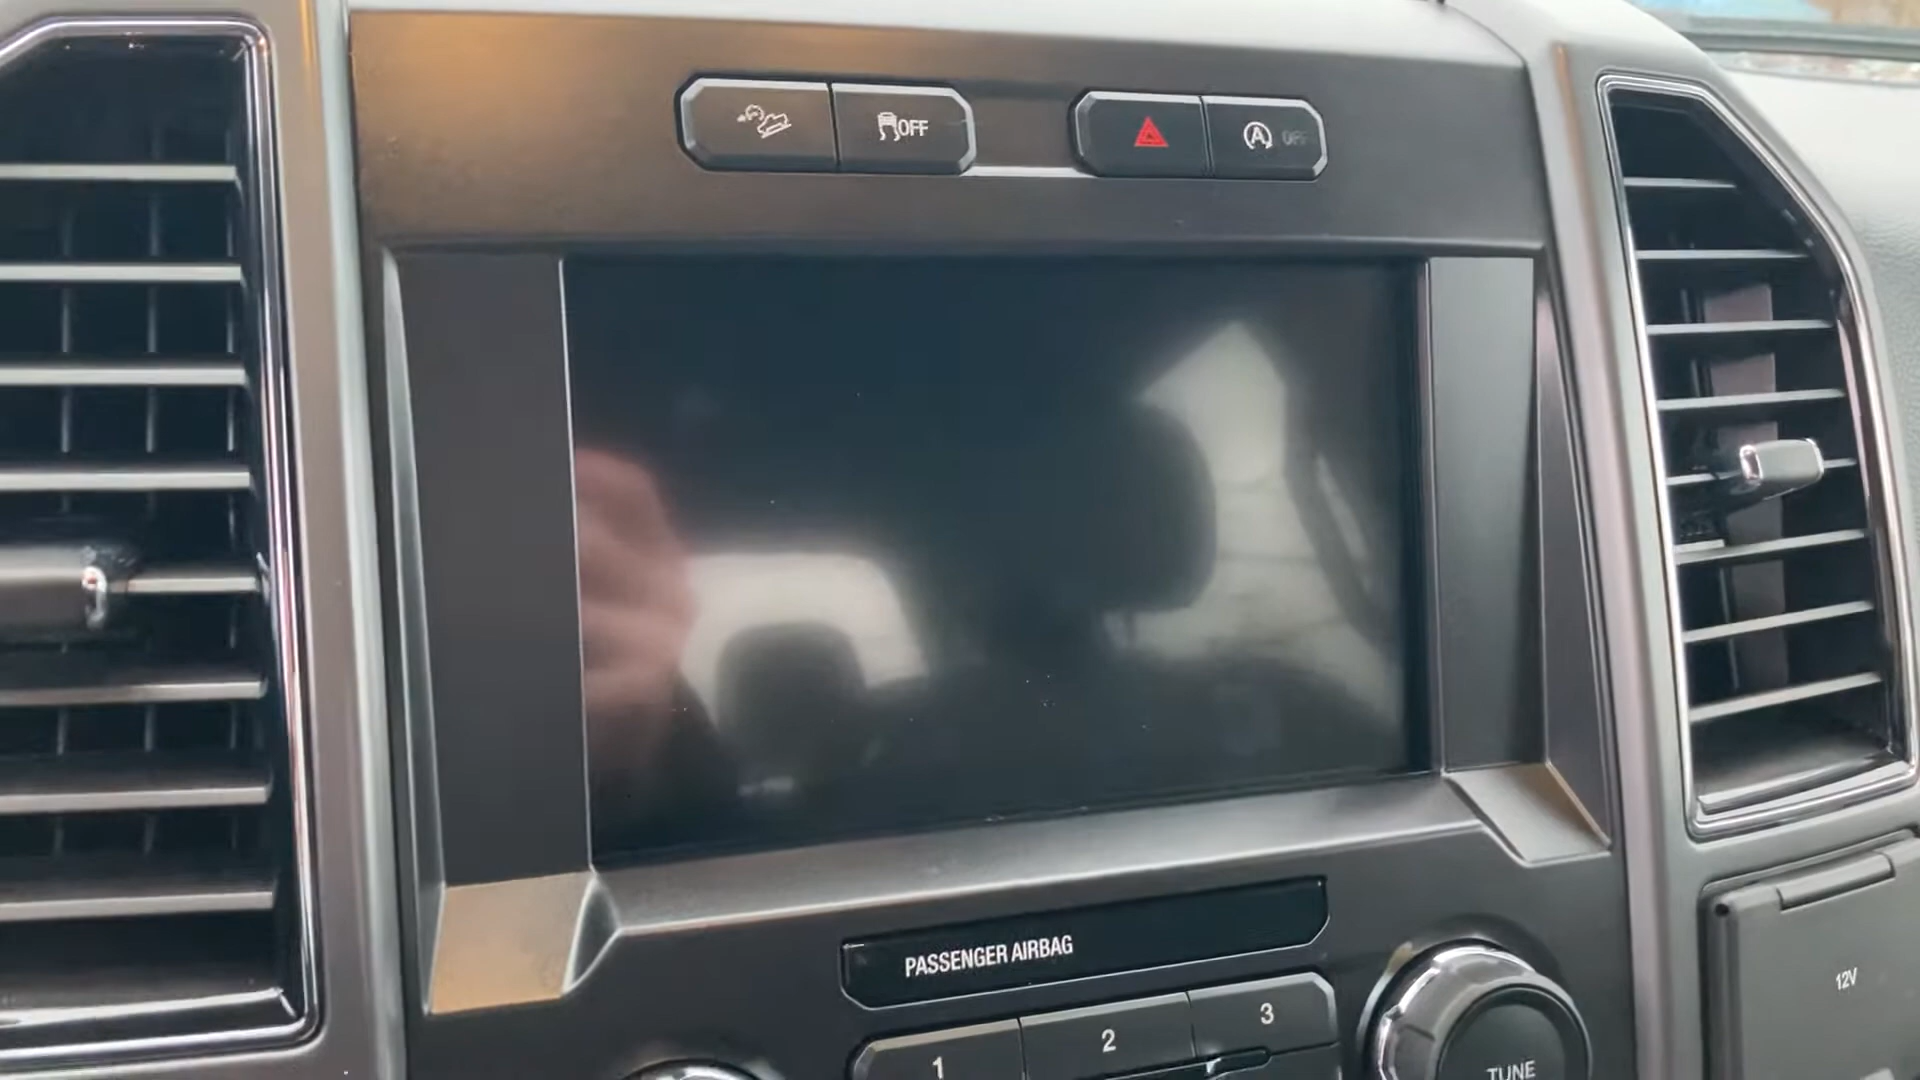 OFF
A OFF
PASSENGER AIRBAG
1 2 3
TUNE
12V